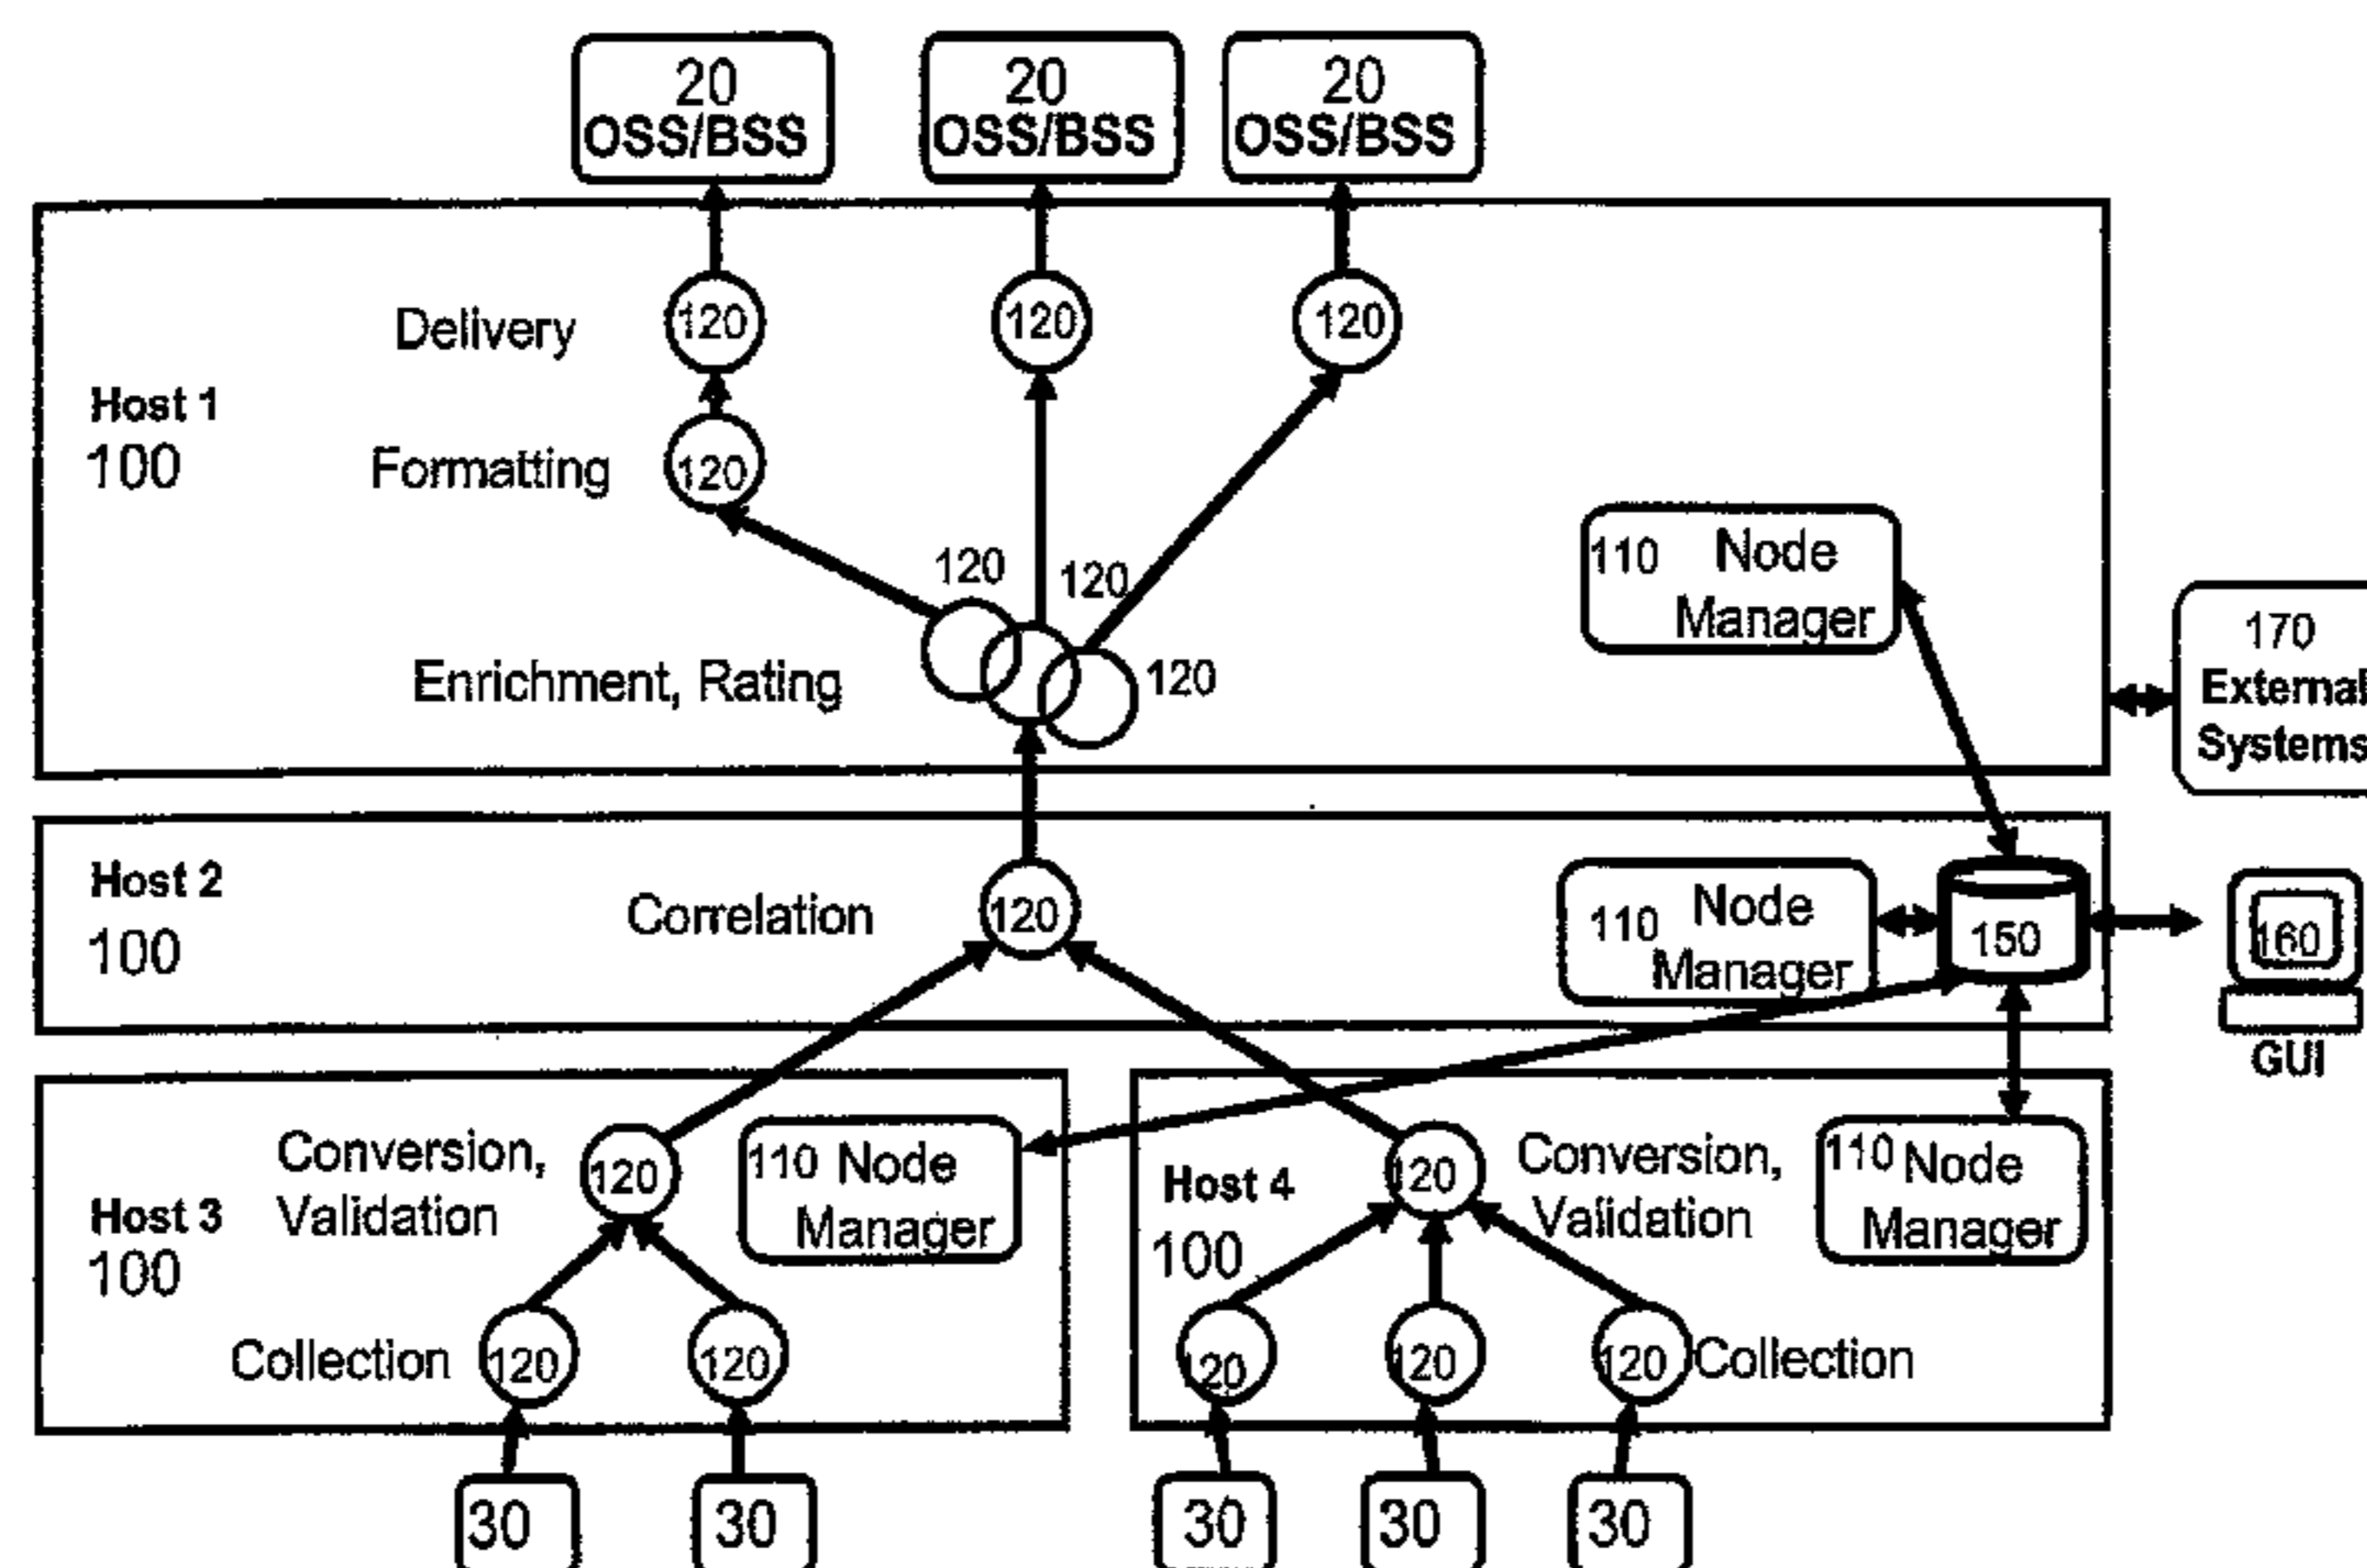 20
OSS/BSS
20
OSS/BSS
20
OSS/BSS
Delivery
120
120
120
Host 1
100
Formatting
120
120
120
Enrichment, Rating
120
110 Node
Manager
170
External
Systems
Host 2
100
Correlation
120
110 Node
Manager
150
160
GUI
Host 3
100
Conversion,
Validation
120
110 Node
Manager
Collection
120
120
Host 4
100
120
Conversion,
Validation
110 Node
Manager
120
120
120
Collection
30
30
30
30
30